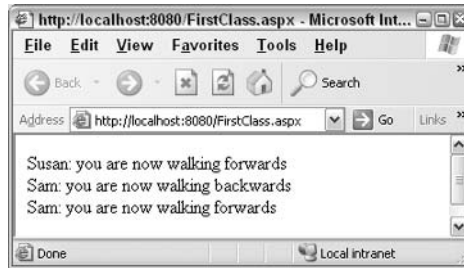 http://localhost:8080/FirstClass.aspx - Microsoft Int...
File Edit View Favorites Tools Help
Back Search
Address http://localhost:8080/FirstClass.aspx Go Links
Susan: you are now walking forwards
Sam: you are now walking backwards
Sam: you are now walking forwards
Done Local intranet